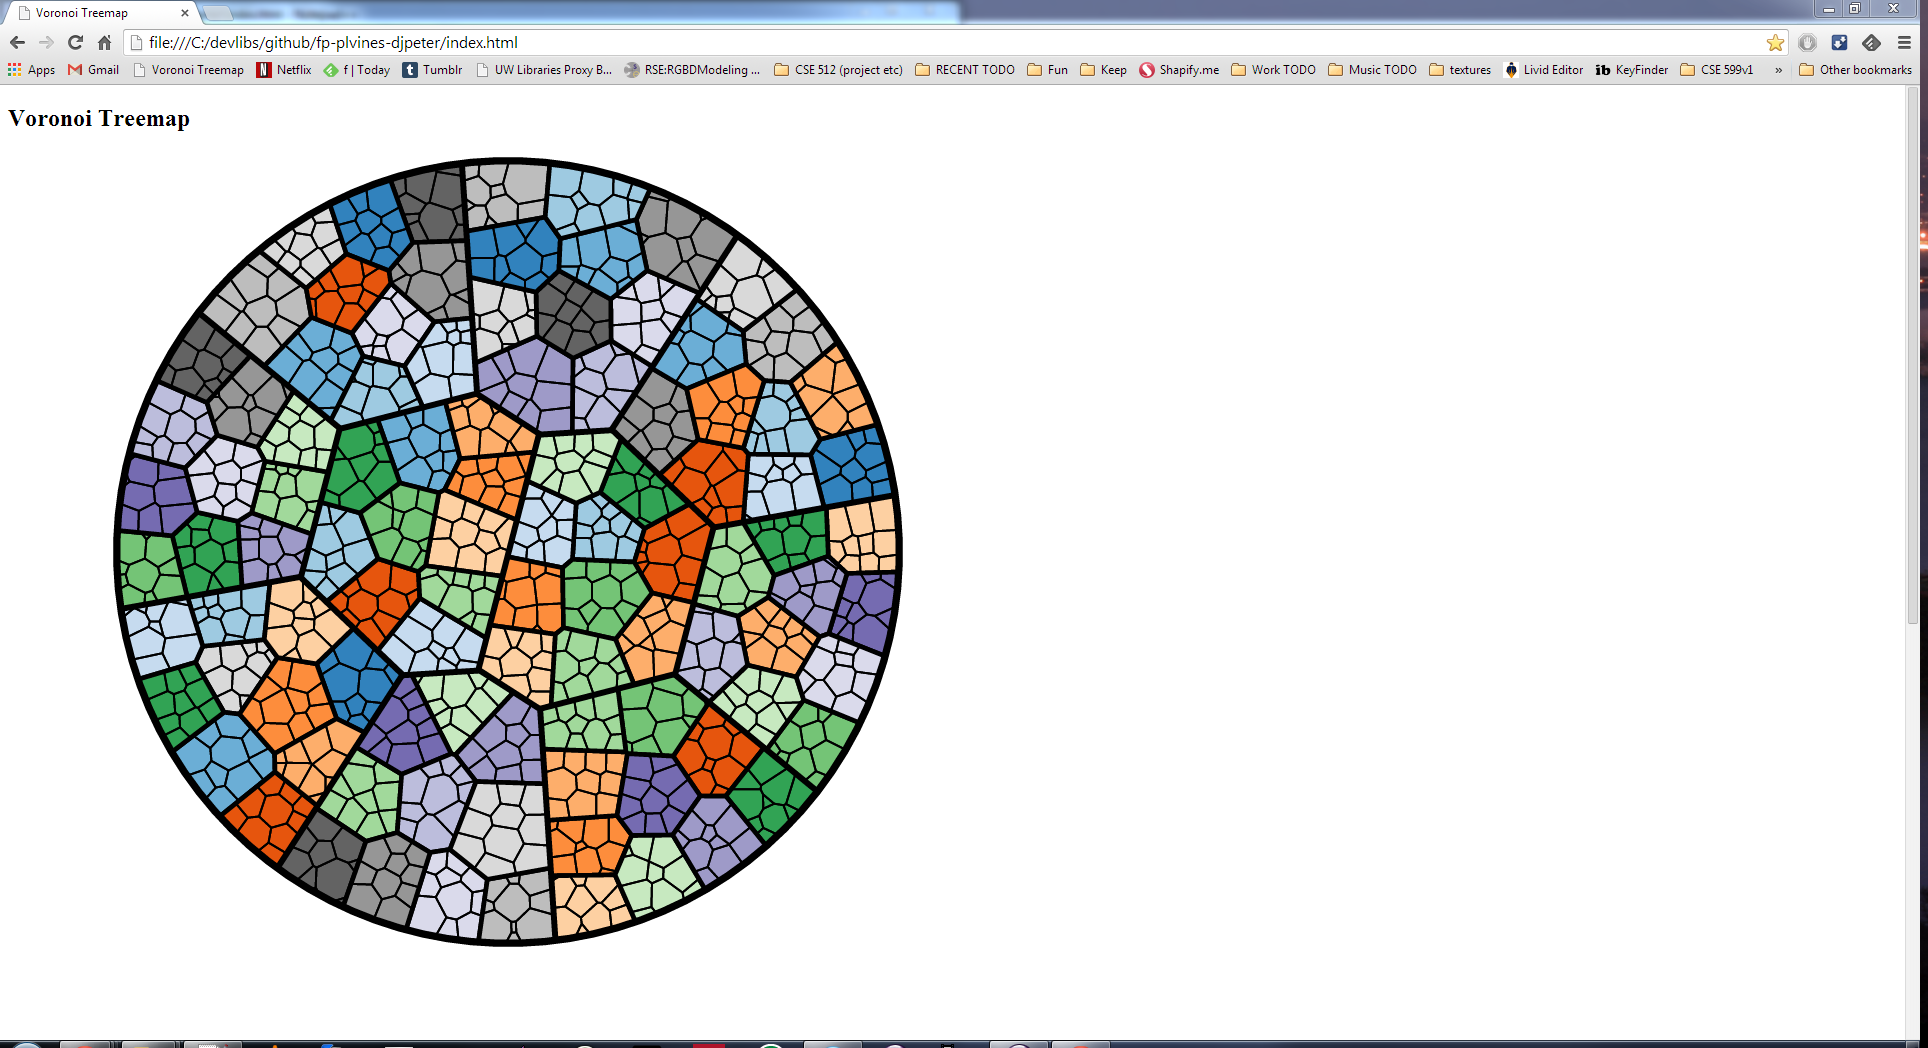 Voronoi Treemap
file:///C:/devlibs/github/fp-plvines-djpeter/index.html
Apps Gmail Voronoi Treemap Netflix f | Today Tumblr UW Libraries Proxy B... RSE:RGBDModeling ... CSE 512 (project etc) RECENT TODO Fun Keep Shapify.me Work TODO Music TODO textures Livid Editor KeyFinder CSE 599v1 » Other bookmarks
Voronoi Treemap